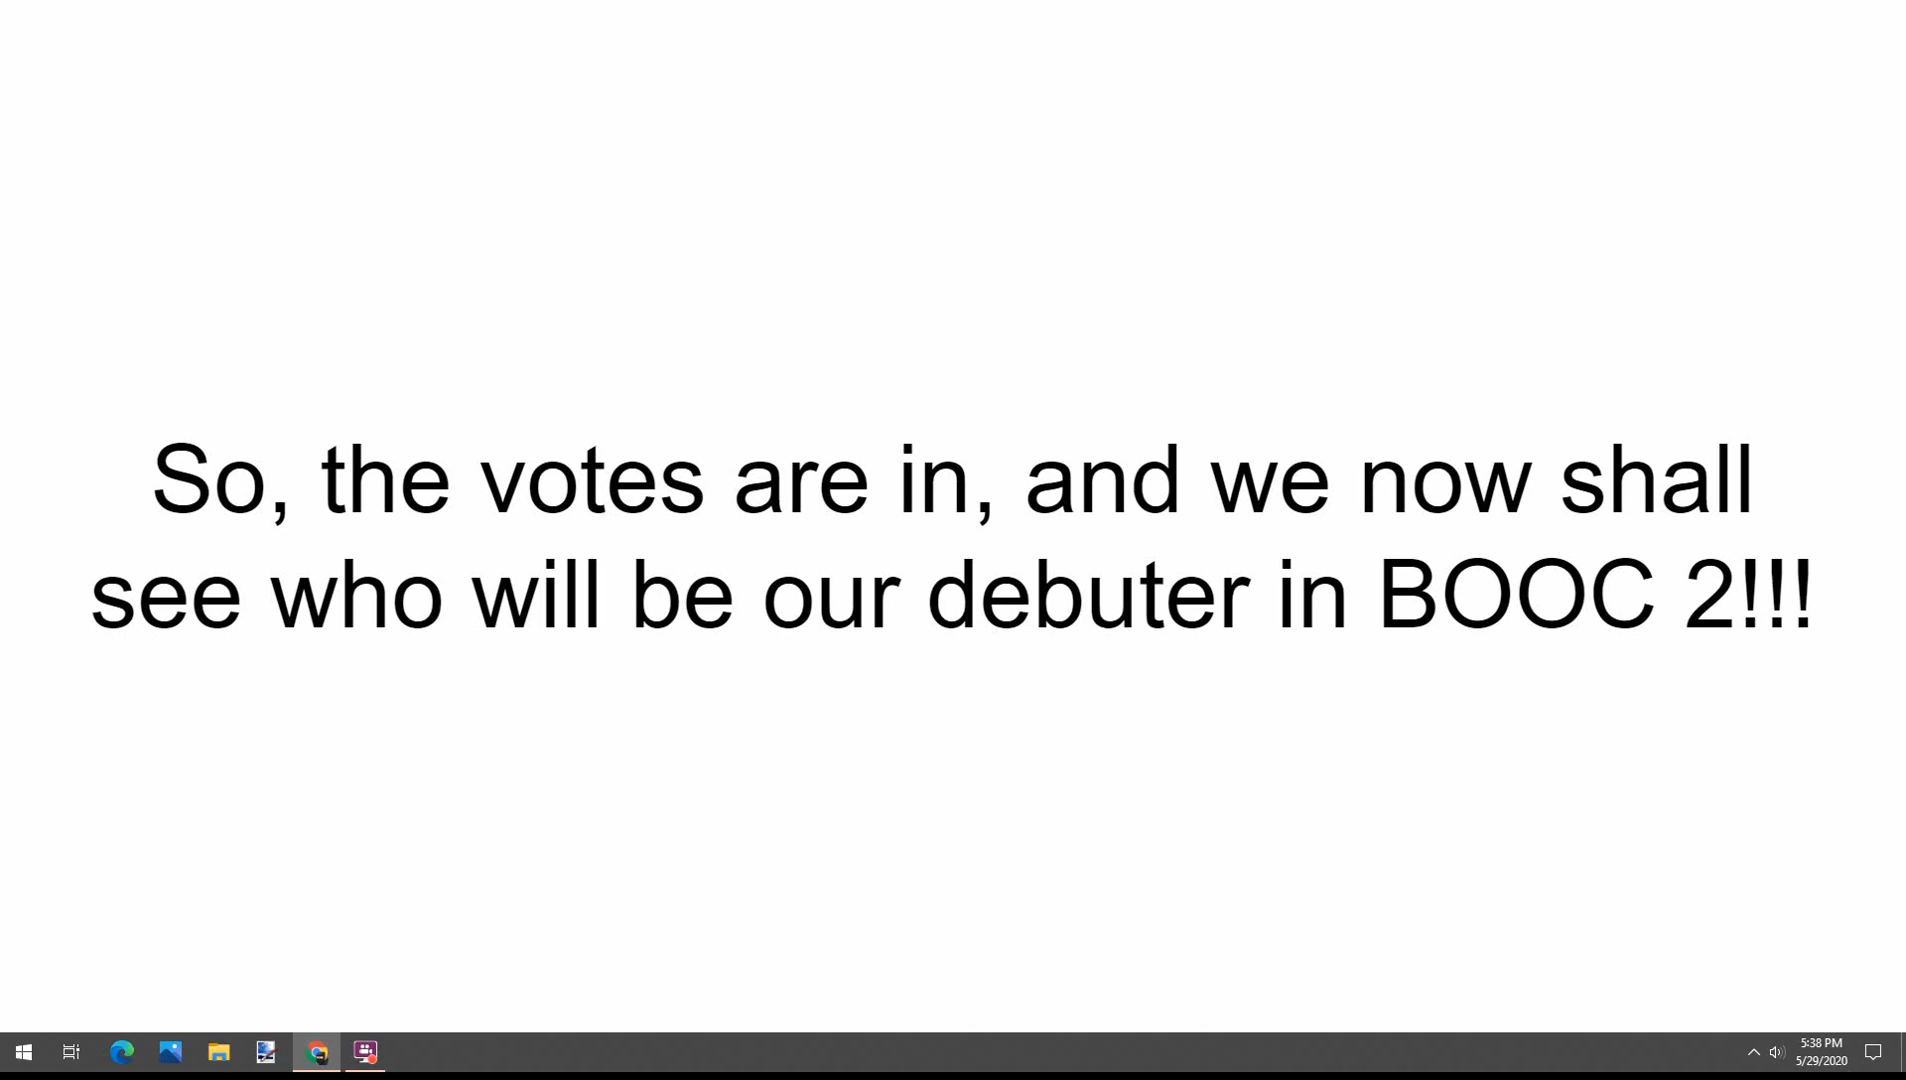 So, the votes are in, and we now shall
see who will be our debuter in BOOC 2!!!
5:38 PM
5/29/2020